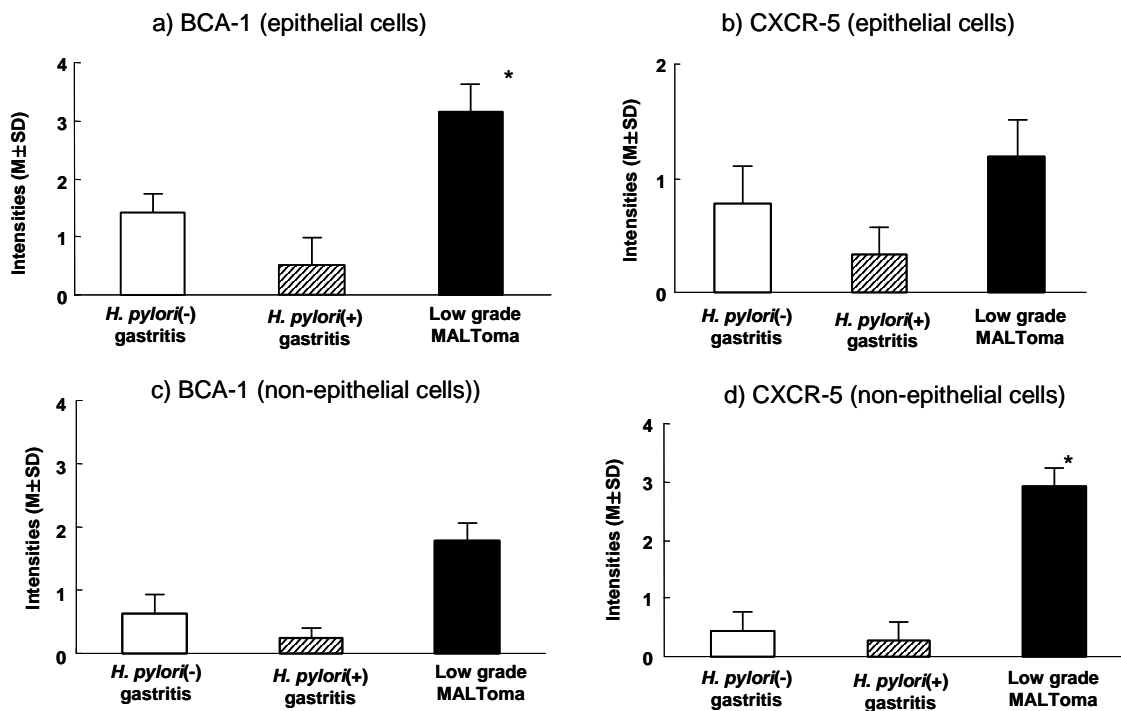 a) BCA-1 (epithelial cells)
Intensities (M±SD)
4
3
2
1
0
*
H. pylori(-)
gastritis
H. pylori(+)
gastritis
Low grade
MALToma
b) CXCR-5 (epithelial cells)
Intensities (M±SD)
2
1
0
H. pylori(-)
gastritis
H. pylori(+)
gastritis
Low grade
MALToma
c) BCA-1 (non-epithelial cells))
Intensities (M±SD)
4
3
2
1
0
H. pylori(-)
gastritis
H. pylori(+)
gastritis
Low grade
MALToma
d) CXCR-5 (non-epithelial cells)
Intensities (M±SD)
4
3
2
1
0
*
H. pylori(-)
gastritis
H. pylori(+)
gastritis
Low grade
MALToma